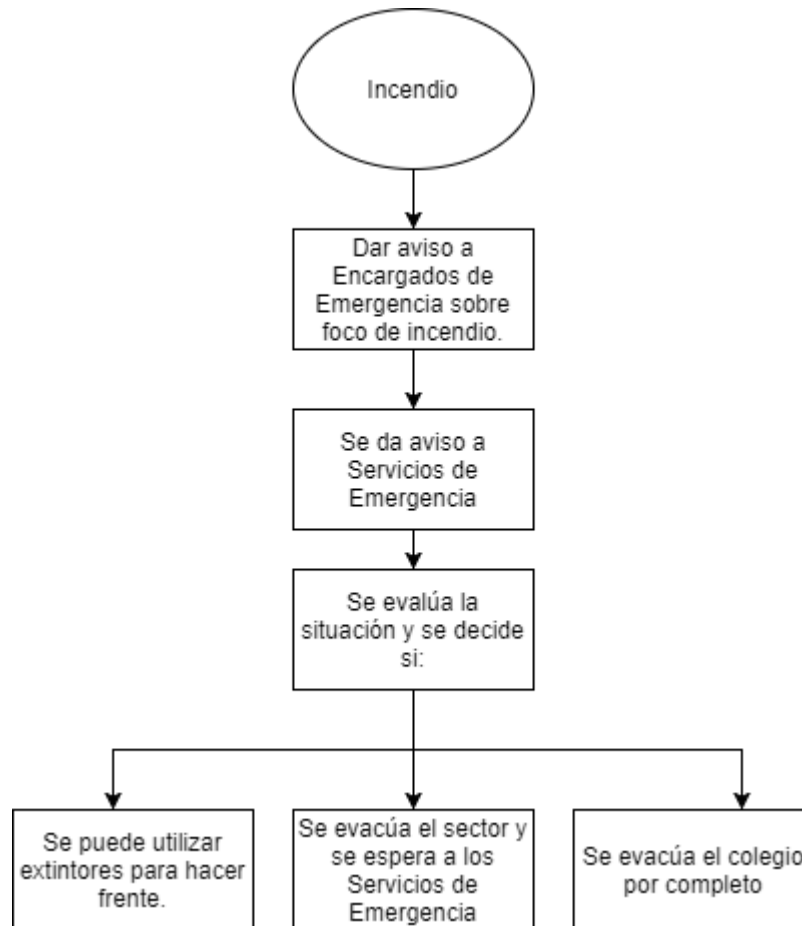 Incendio
Dar aviso a
Encargados de
Emergencia sobre
foco de incendio.
Se da aviso a
Servicios de
Emergencia
Se evalúa la
situación y se decide
si:
Se puede utilizar
extintores para hacer
frente.
Se evacúa el sector y
se espera a los
Servicios de
Emergencia
Se evacúa el colegio
por completo